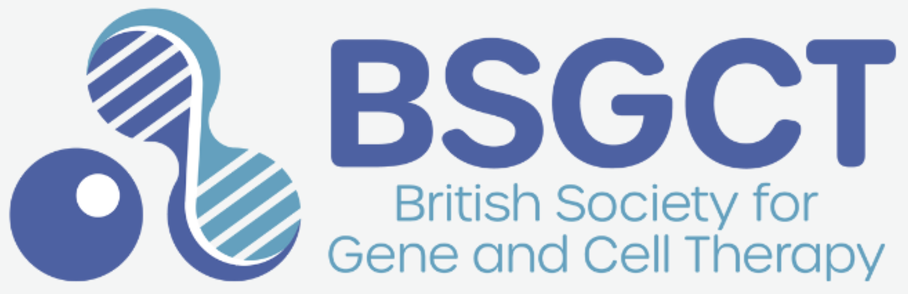 BSGCT
British Society for
Gene and Cell Therapy